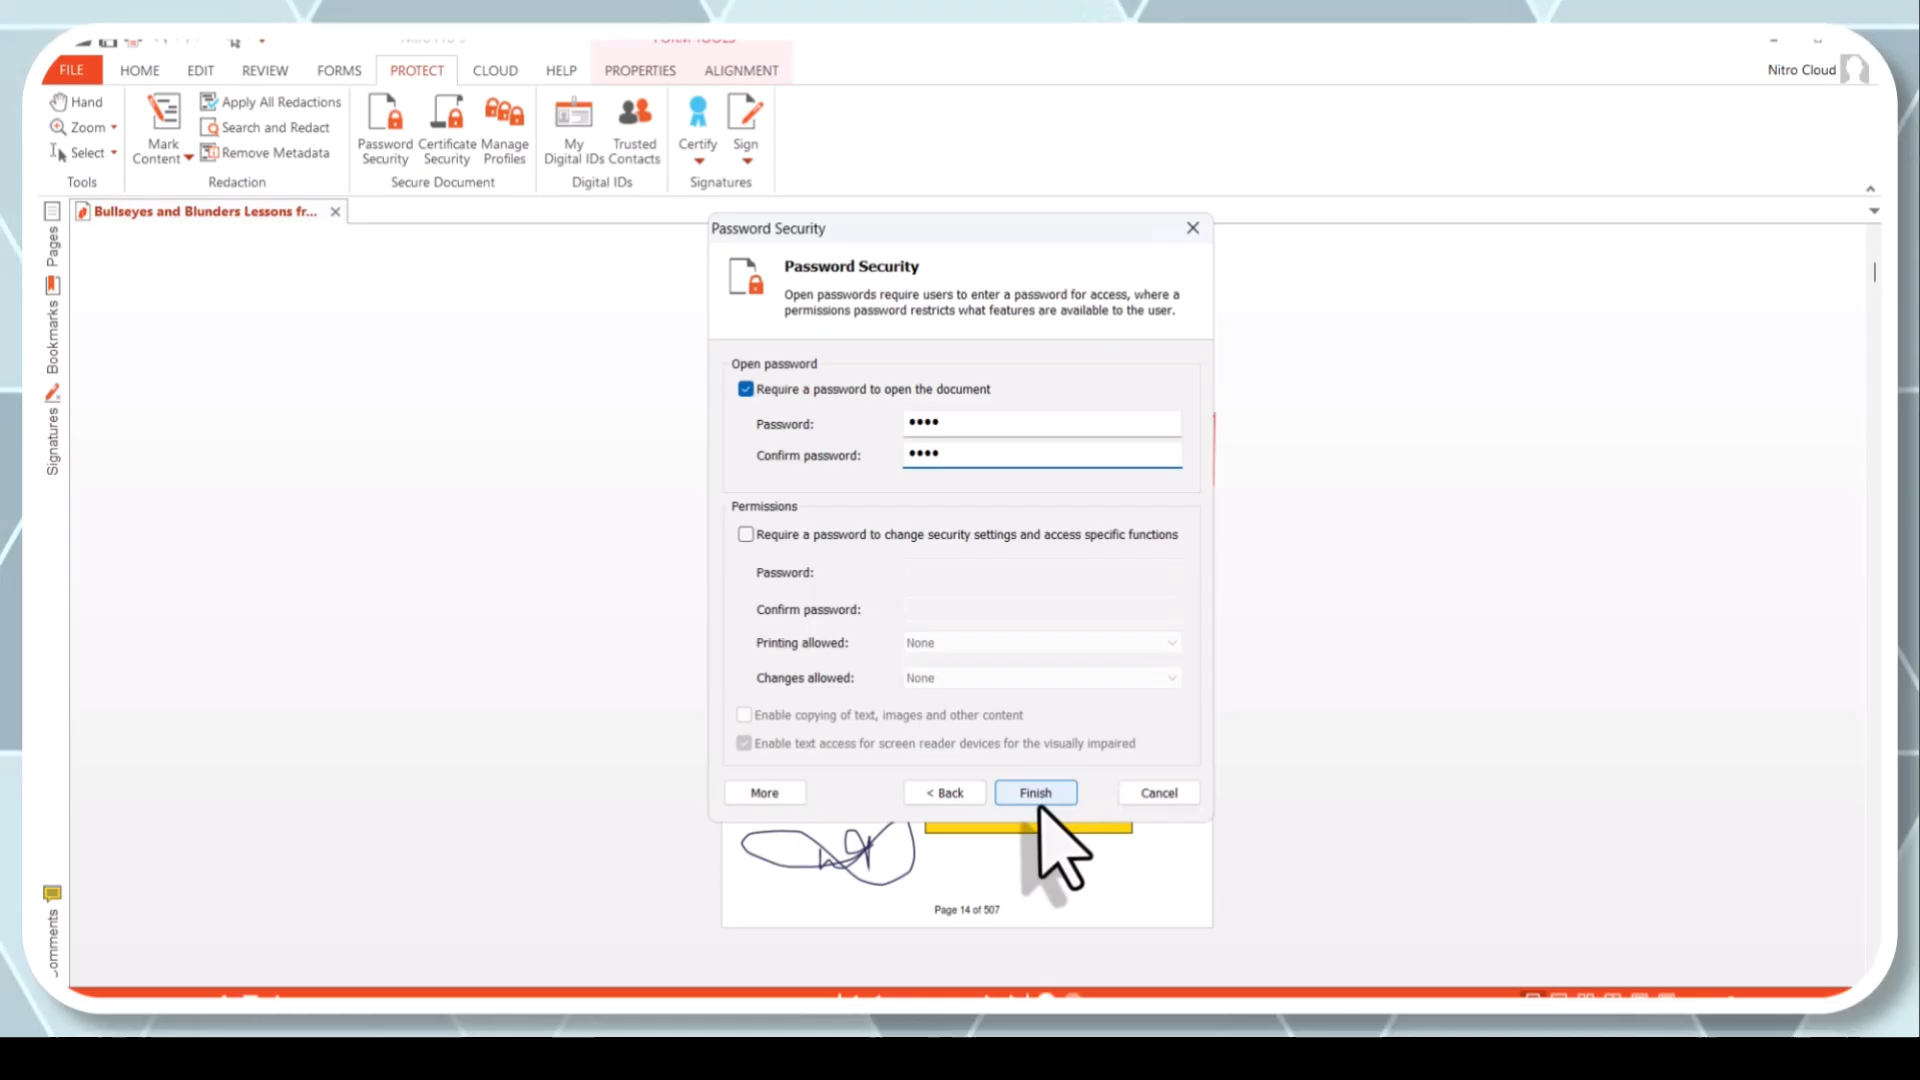 FILE HOME EDIT REVIEW FORMS PROTECT CLOUD HELP PROPERTIES ALIGNMENT Nitro Cloud
Hand
Zoom
Select
Tools
Mark
Content
Apply All Redactions
Search and Redact
Remove Metadata
Redaction
Password
Security
Certificate
Security
Manage
Profiles
Secure Document
My
Digital IDs
Trusted
Contacts
Digital IDs
Certify
Sign
Signatures
Bullseyes and Blunders Lessons fr...
Pages
Bookmarks
Signatures
Password Security
Password Security
Open passwords require users to enter a password for access, where a
permissions password restricts what features are available to the user.
Open password
Require a password to open the document
Password: ••••
Confirm password: ••••
Permissions
Require a password to change security settings and access specific functions
Password:
Confirm password:
Printing allowed: None
Changes allowed: None
Enable copying of text, images and other content
Enable text access for screen reader devices for the visually impaired
More < Back Finish Cancel
Page 14 of 507